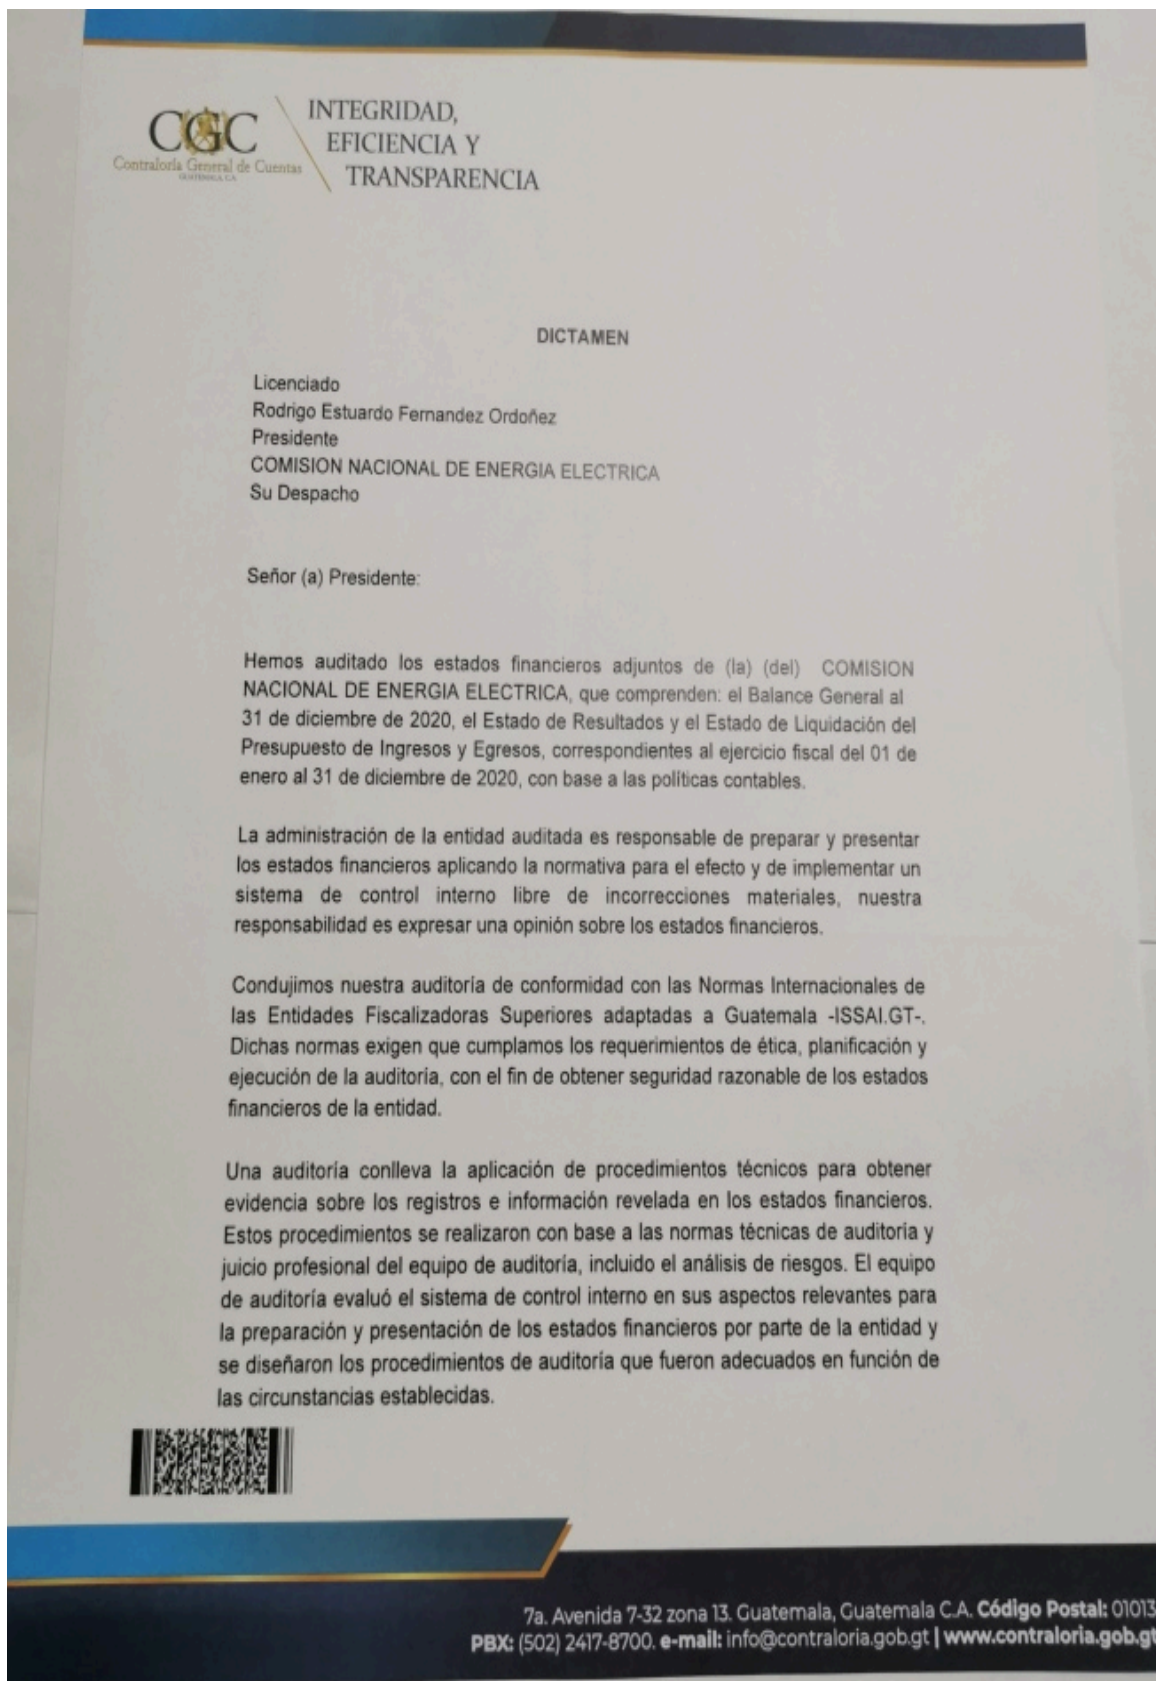 CGC
Contraloría General de Cuentas
GUATEMALA, C.A.
INTEGRIDAD,
EFICIENCIA Y
TRANSPARENCIA
DICTAMEN
Licenciado
Rodrigo Estuardo Fernandez Ordoñez
Presidente
COMISION NACIONAL DE ENERGIA ELECTRICA
Su Despacho
Señor (a) Presidente:
Hemos auditado los estados financieros adjuntos de (la) (del) COMISION
NACIONAL DE ENERGIA ELECTRICA, que comprenden: el Balance General al
31 de diciembre de 2020, el Estado de Resultados y el Estado de Liquidación del
Presupuesto de Ingresos y Egresos, correspondientes al ejercicio fiscal del 01 de
enero al 31 de diciembre de 2020, con base a las políticas contables.
La administración de la entidad auditada es responsable de preparar y presentar
los estados financieros aplicando la normativa para el efecto y de implementar un
sistema de control interno libre de incorrecciones materiales, nuestra
responsabilidad es expresar una opinión sobre los estados financieros.
Condujimos nuestra auditoría de conformidad con las Normas Internacionales de
las Entidades Fiscalizadoras Superiores adaptadas a Guatemala -ISSAI.GT-.
Dichas normas exigen que cumplamos los requerimientos de ética, planificación y
ejecución de la auditoría, con el fin de obtener seguridad razonable de los estados
financieros de la entidad.
Una auditoría conlleva la aplicación de procedimientos técnicos para obtener
evidencia sobre los registros e información revelada en los estados financieros.
Estos procedimientos se realizaron con base a las normas técnicas de auditoría y
juicio profesional del equipo de auditoría, incluido el análisis de riesgos. El equipo
de auditoría evaluó el sistema de control interno en sus aspectos relevantes para
la preparación y presentación de los estados financieros por parte de la entidad y
se diseñaron los procedimientos de auditoría que fueron adecuados en función de
las circunstancias establecidas.
7a. Avenida 7-32 zona 13. Guatemala, Guatemala C.A. Código Postal: 01013
PBX: (502) 2417-8700. e-mail: info@contraloria.gob.gt | www.contraloria.gob.gt